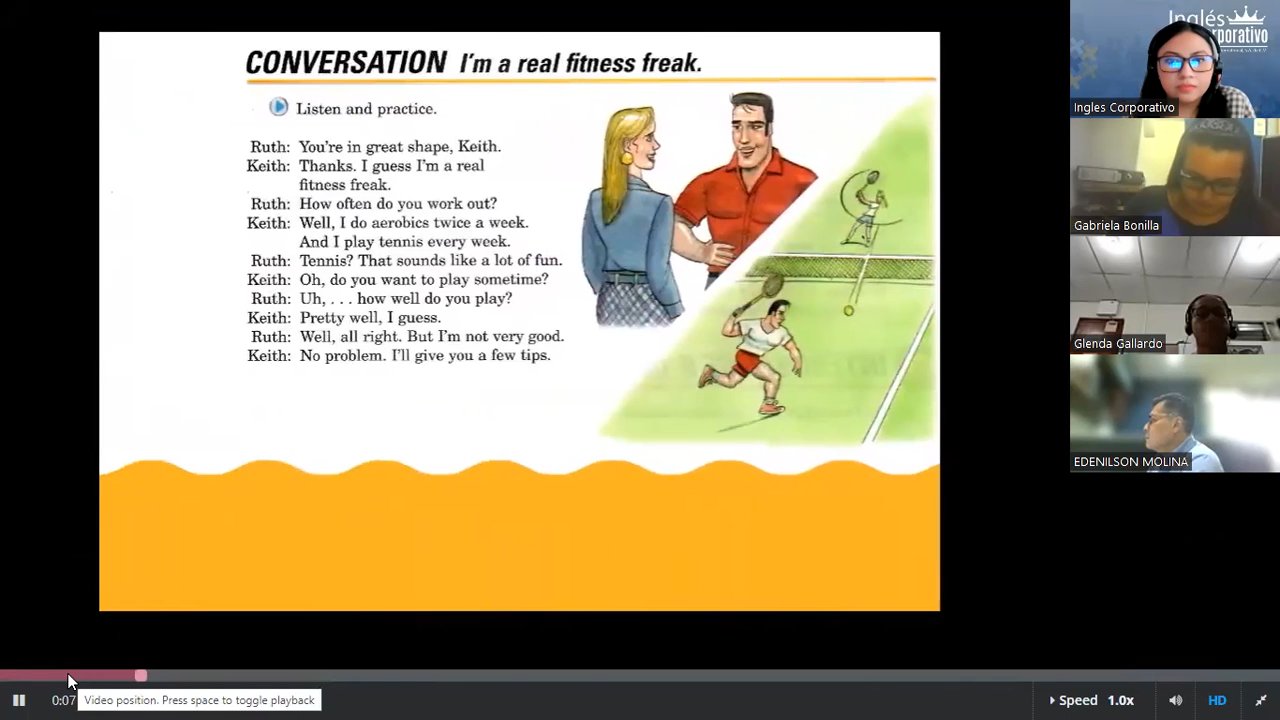 CONVERSATION I'm a real fitness freak.
Listen and practice.
Ruth: You're in great shape, Keith.
Keith: Thanks. I guess I'm a real
fitness freak.
Ruth: How often do you work out?
Keith: Well, I do aerobics twice a week.
And I play tennis every week.
Ruth: Tennis? That sounds like a lot of fun.
Keith: Oh, do you want to play sometime?
Ruth: Uh, . . . how well do you play?
Keith: Pretty well, I guess.
Ruth: Well, all right. But I'm not very good.
Keith: No problem. I'll give you a few tips.
Inglés
Corporativo
Ingles Corporativo
Gabriela Bonilla
Glenda Gallardo
EDENILSON MOLINA
0:07
Video position. Press space to toggle playback
Speed 1.0x
HD